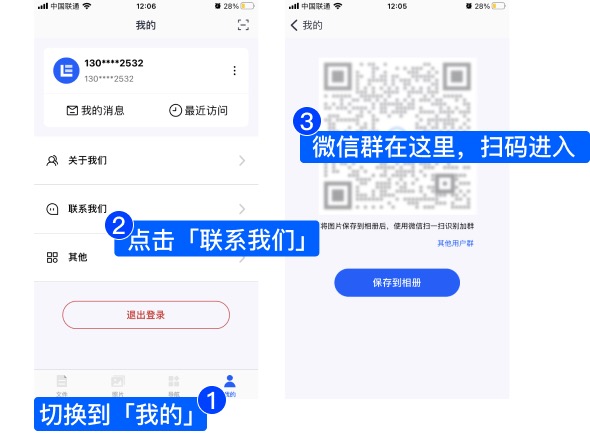 中国联通
12:06
28%
我的
130****2532
130****2532
我的消息
最近访问
关于我们
联系我们
②
点击「联系我们」
其他
退出登录
文件
图片
导航
我的
①
切换到「我的」
中国联通
12:05
28%
我的
③
微信群在这里，扫码进入
将图片保存到相册后，使用微信扫一扫识别加群
其他用户群
保存到相册